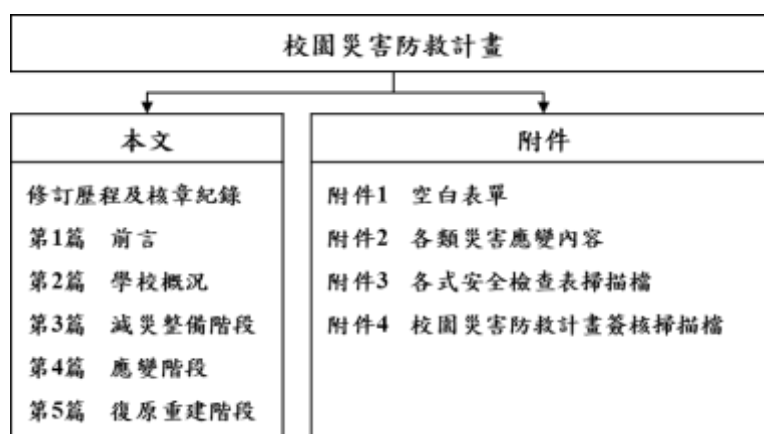 校園災害防救計畫
本文
修訂歷程及核章紀錄
第1篇 前言
第2篇 學校概況
第3篇 減災整備階段
第4篇 應變階段
第5篇 復原重建階段
附件
附件1 空白表單
附件2 各類災害應變內容
附件3 各式安全檢查表掃描檔
附件4 校園災害防救計畫簽核掃描檔